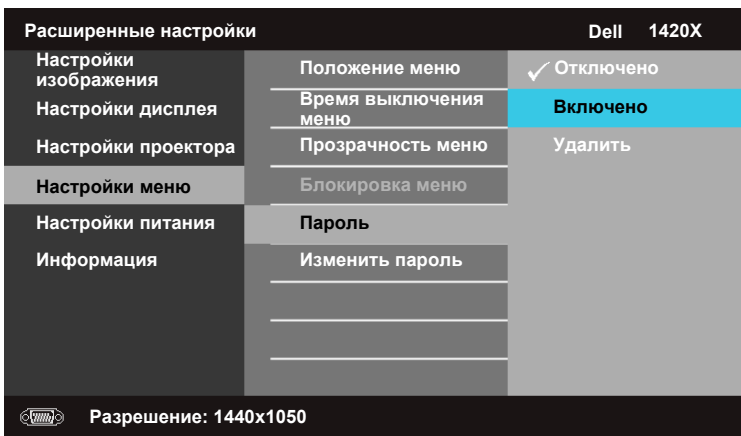 Расширенные настройки
Dell 1420X
Настройки
изображения
Настройки дисплея
Настройки проектора
Настройки меню
Настройки питания
Информация
Положение меню
Время выключения
меню
Прозрачность меню
Блокировка меню
Пароль
Изменить пароль
Отключено
Включено
Удалить
Разрешение: 1440x1050